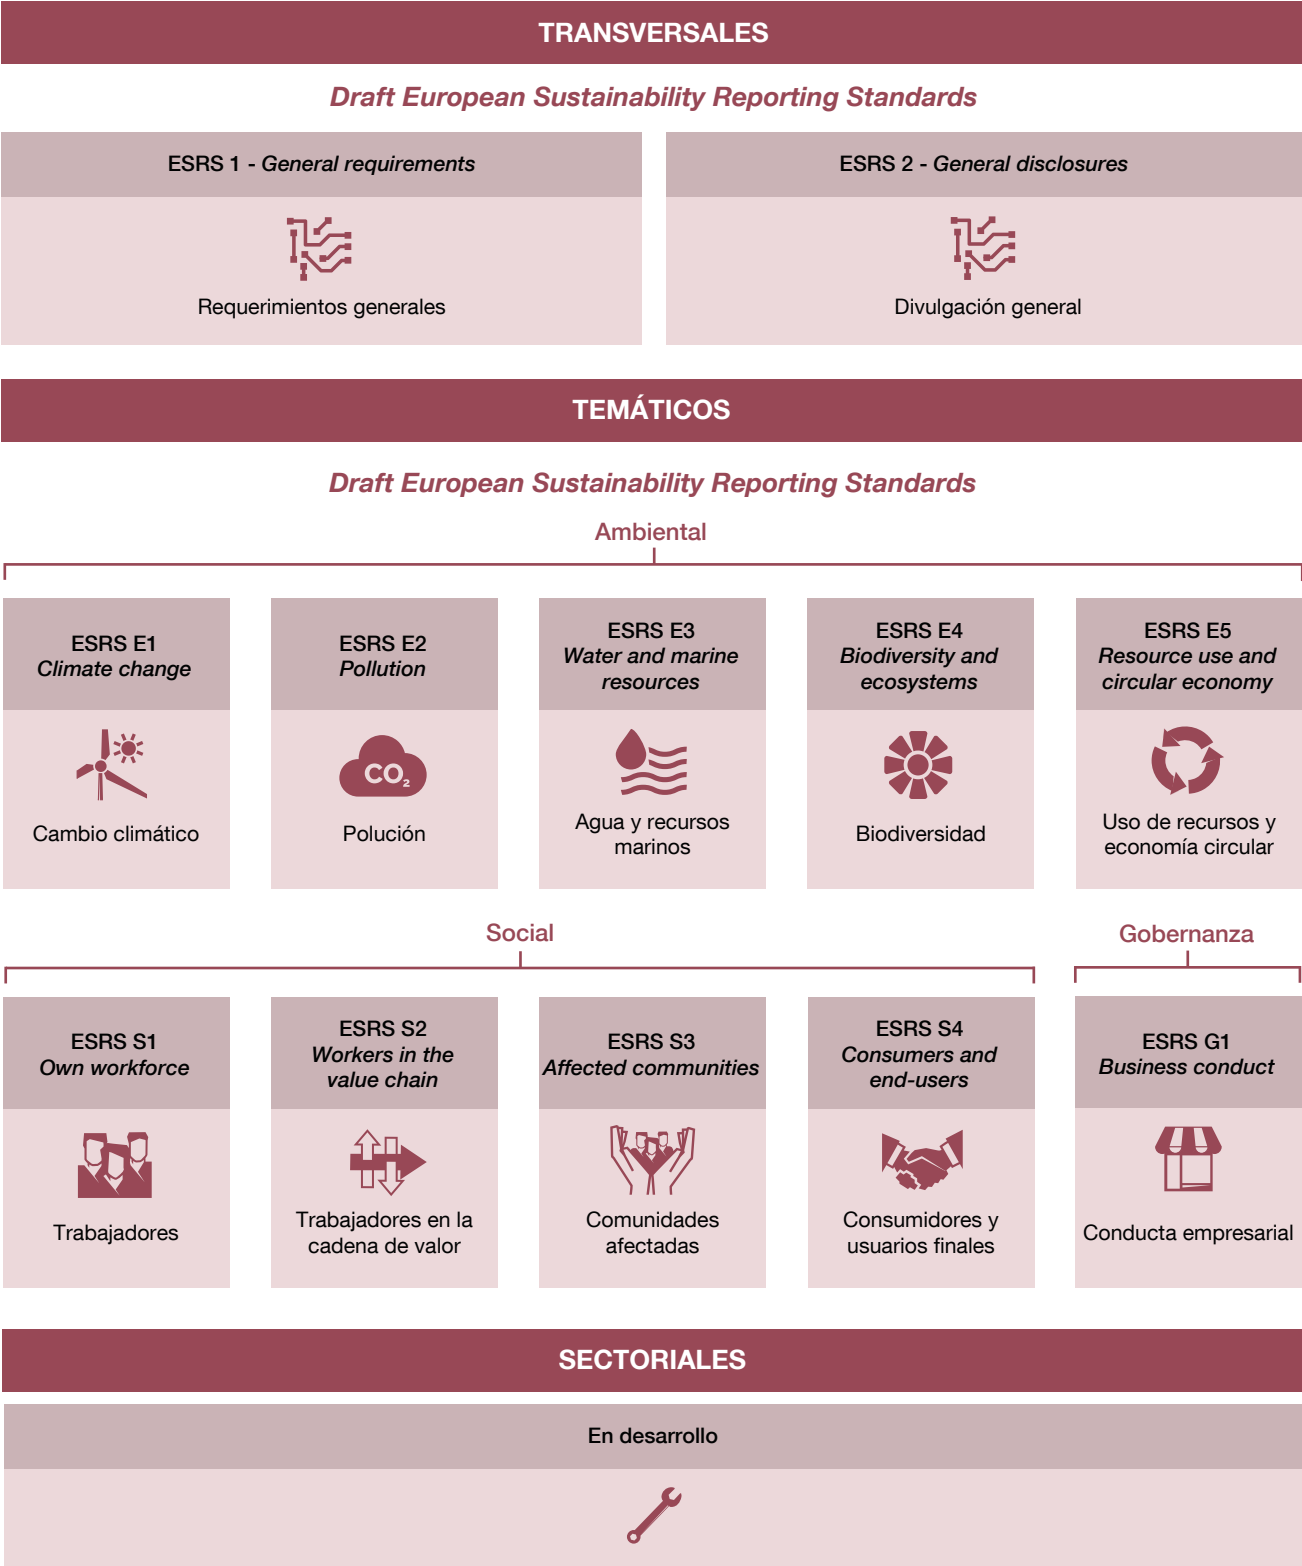 TRANSVERSALES
Draft European Sustainability Reporting Standards
ESRS 1 - General requirements
Requerimientos generales
ESRS 2 - General disclosures
Divulgación general
TEMÁTICOS
Draft European Sustainability Reporting Standards
Ambiental
ESRS E1
Climate change
Cambio climático
ESRS E2
Pollution
CO₂
Polución
ESRS E3
Water and marine
resources
Agua y recursos
marinos
ESRS E4
Biodiversity and
ecosystems
Biodiversidad
ESRS E5
Resource use and
circular economy
Uso de recursos y
economía circular
Social
ESRS S1
Own workforce
Trabajadores
ESRS S2
Workers in the
value chain
Trabajadores en la
cadena de valor
ESRS S3
Affected communities
Comunidades
afectadas
ESRS S4
Consumers and
end-users
Consumidores y
usuarios finales
Gobernanza
ESRS G1
Business conduct
Conducta empresarial
SECTORIALES
En desarrollo